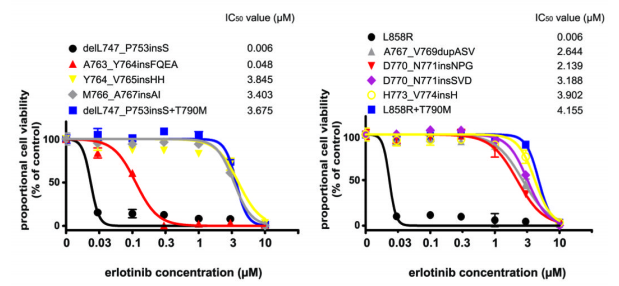 IC₅₀ value (µM)
delL747_P753insS 0.006
A763_Y764insFQEA 0.048
Y764_V765insHH 3.845
M766_A767insAI 3.403
delL747_P753insS+T790M 3.675
proportional cell viability
(% of control)
100
50
0
0 0.03 0.1 0.3 1 3 10
erlotinib concentration (µM)
IC₅₀ value (µM)
L858R 0.006
A767_V769dupASV 2.644
D770_N771insNPG 2.139
D770_N771insSVD 3.188
H773_V774insH 3.902
L858R+T790M 4.155
proportional cell viability
(% of control)
100
50
0
0 0.03 0.1 0.3 1 3 10
erlotinib concentration (µM)